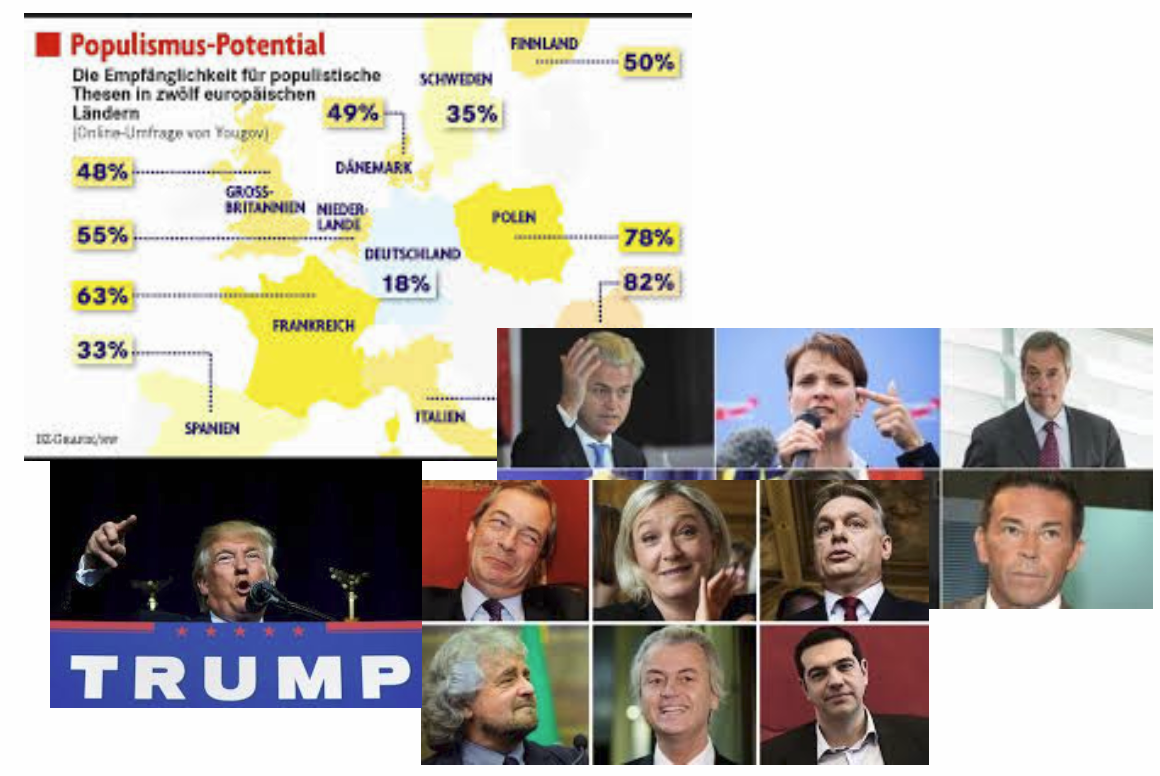 Populismus-Potential
Die Empfänglichkeit für populistische
Thesen in zwölf europäischen
Ländern
(Online-Umfrage von Yougov)
FINNLAND
50%
SCHWEDEN
35%
49%
DÄNEMARK
48%
GROSS-
BRITANNIEN
NIEDER-
LANDE
55%
POLEN
78%
DEUTSCHLAND
18%
82%
63%
FRANKREICH
33%
SPANIEN
ITALIEN
TRUMP